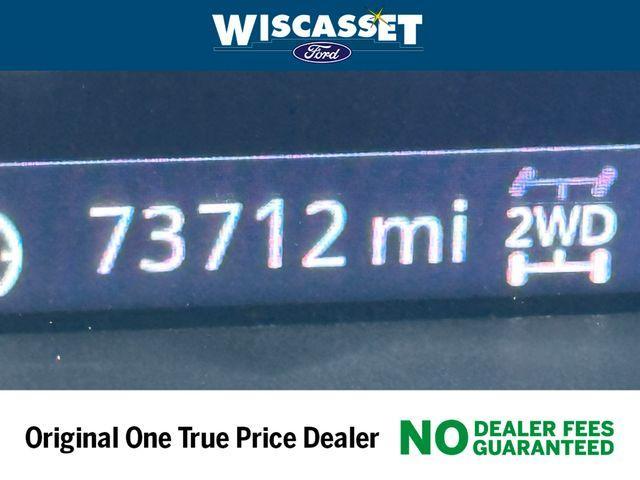 WISCASSET
Ford
73712 mi
2WD
Original One True Price Dealer
NO DEALER FEES
GUARANTEED